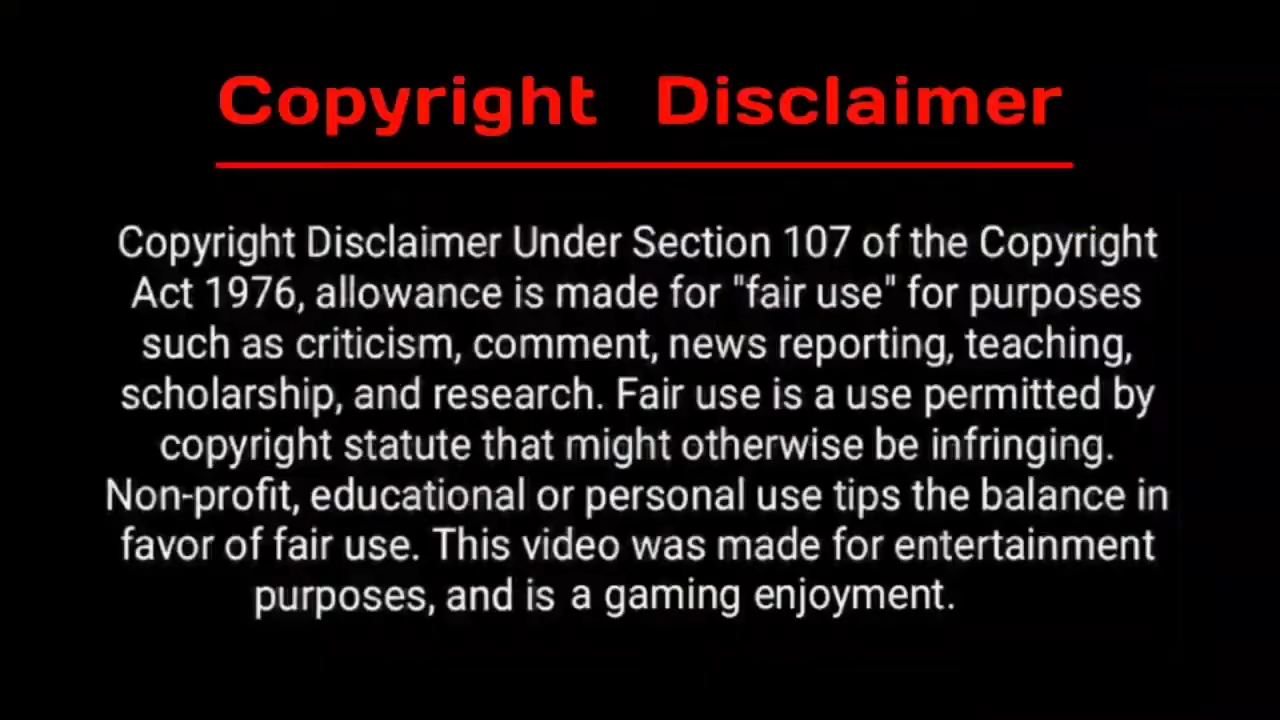 Copyright Disclaimer
Copyright Disclaimer Under Section 107 of the Copyright
Act 1976, allowance is made for "fair use" for purposes
such as criticism, comment, news reporting, teaching,
scholarship, and research. Fair use is a use permitted by
copyright statute that might otherwise be infringing.
Non-profit, educational or personal use tips the balance in
favor of fair use. This video was made for entertainment
purposes, and is a gaming enjoyment.